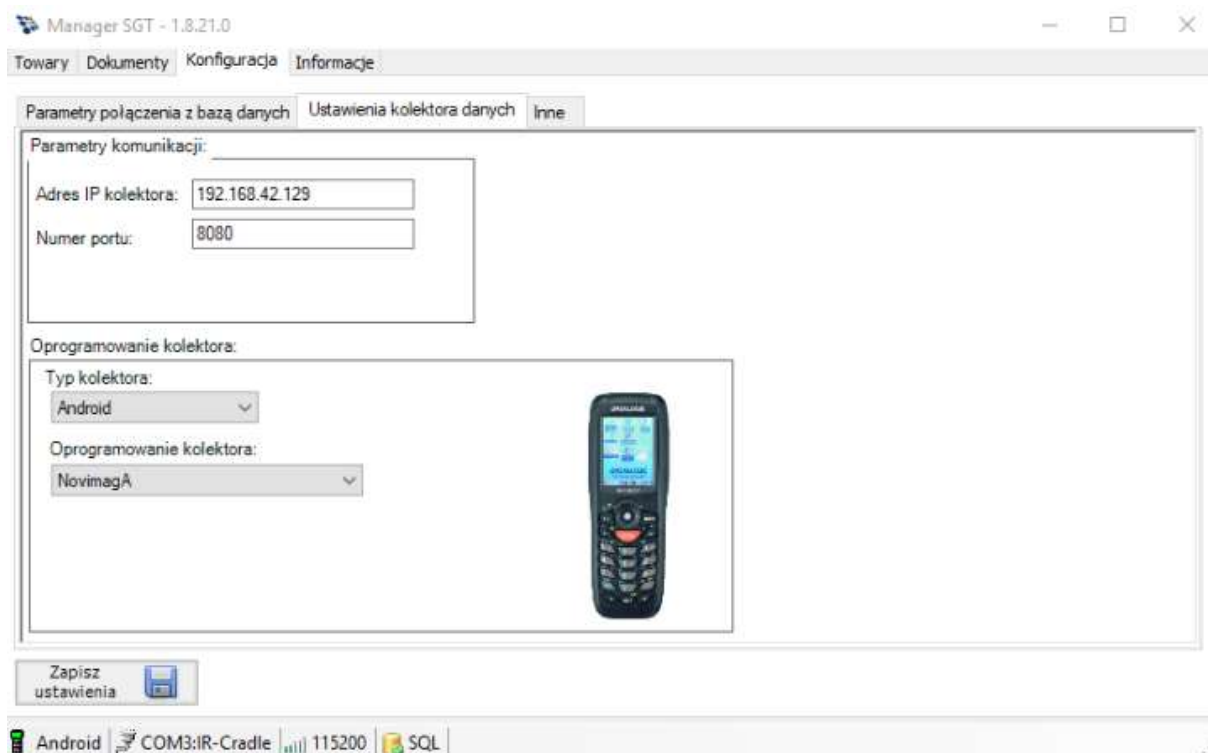 Manager SGT - 1.8.21.0
Towary Dokumenty Konfiguracja Informacje
Parametry połączenia z bazą danych Ustawienia kolektora danych Inne
Parametry komunikacji:
Adres IP kolektora: 192.168.42.129
Numer portu: 8080
Oprogramowanie kolektora:
Typ kolektora:
Android
Oprogramowanie kolektora:
NovimagA
Zapisz
ustawienia
Android COM3:IR-Cradle 115200 SQL